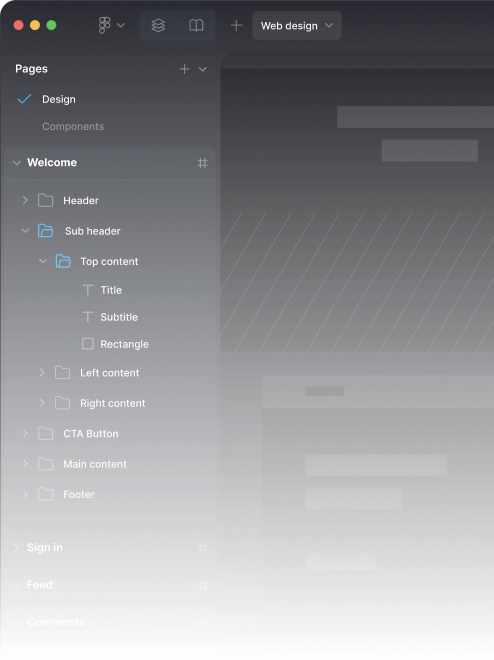 Web design
Pages
Design
Components
Welcome
Header
Sub header
Top content
Title
Subtitle
Rectangle
Left content
Right content
CTA Button
Main content
Footer
Sign in
Feed
Comments